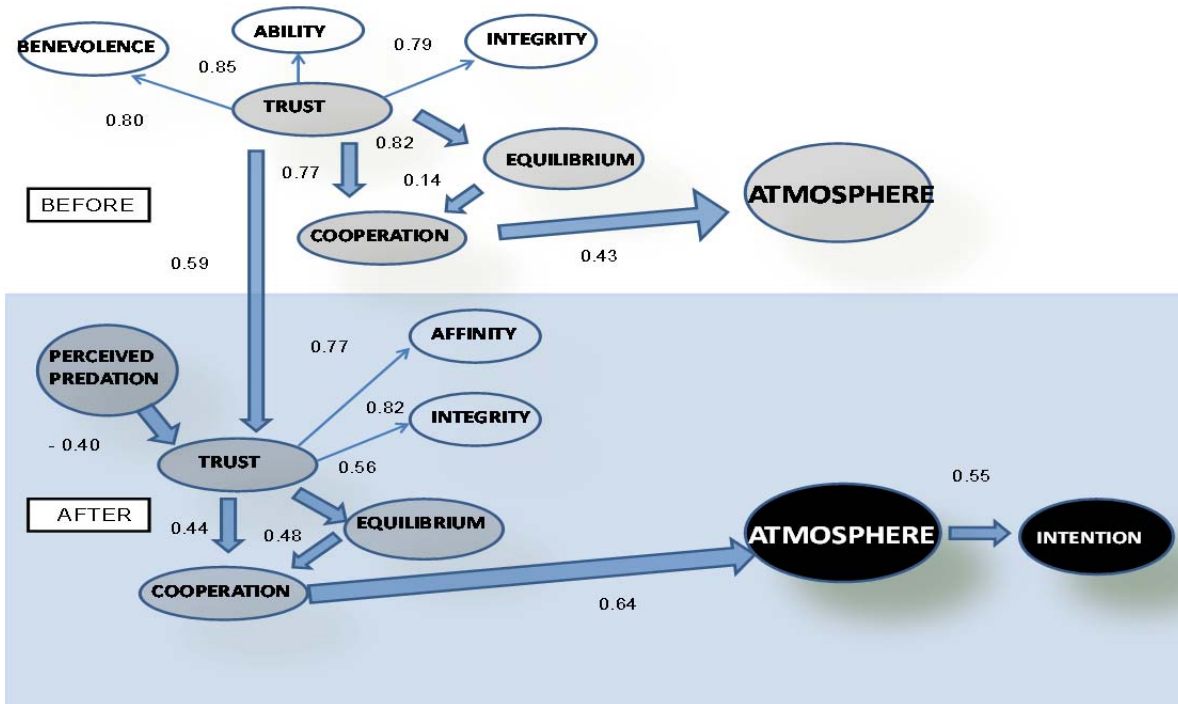 ABILITY
BENEVOLENCE
INTEGRITY
0.79
0.85
TRUST
0.80
0.82
EQUILIBRIUM
0.77
0.14
ATMOSPHERE
BEFORE
COOPERATION
0.43
0.59
AFFINITY
0.77
PERCEIVED
PREDATION
0.82
INTEGRITY
- 0.40
TRUST
0.56
0.55
AFTER
0.44
0.48
EQUILIBRIUM
ATMOSPHERE
INTENTION
COOPERATION
0.64